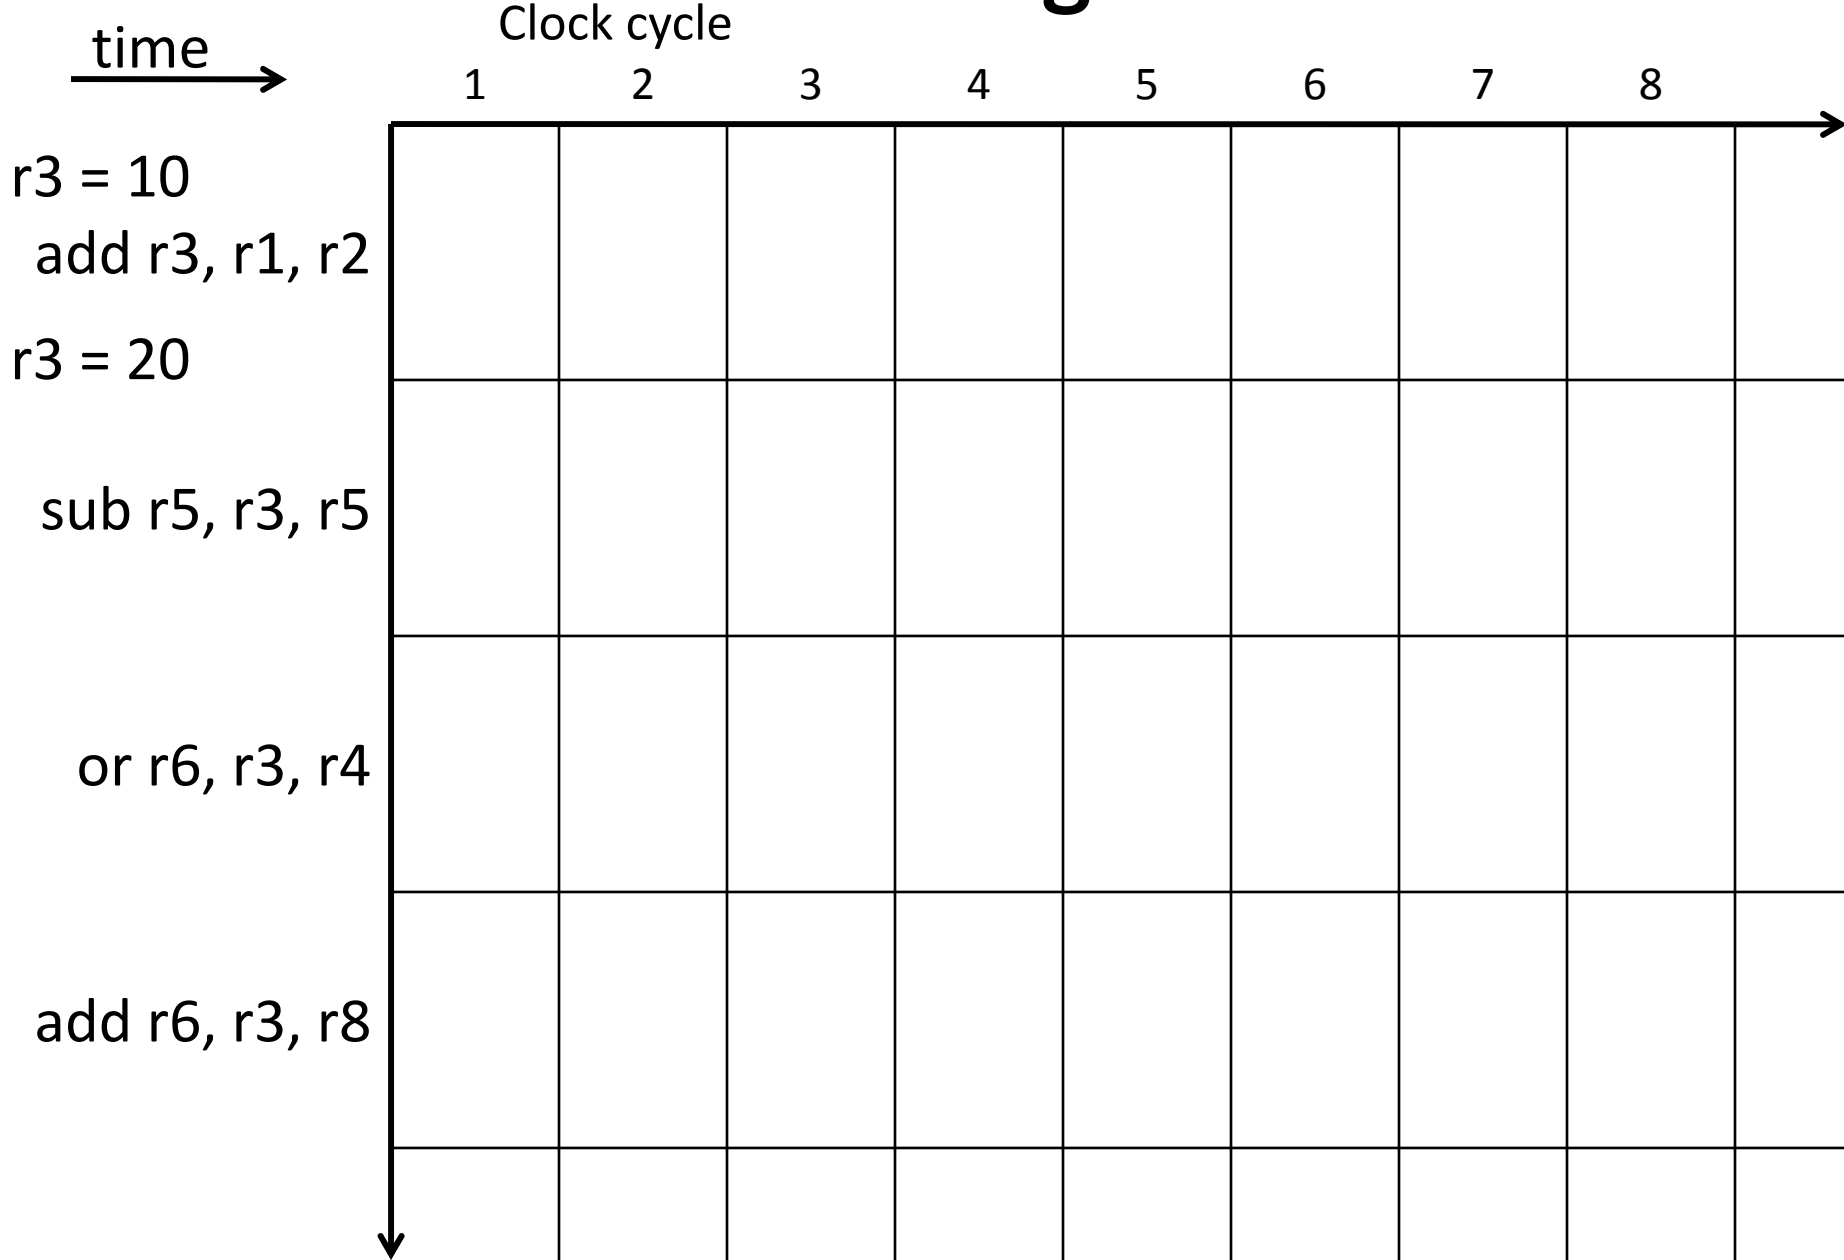 Clock cycle
time
1 2 3 4 5 6 7 8
r3 = 10
add r3, r1, r2
r3 = 20
sub r5, r3, r5
or r6, r3, r4
add r6, r3, r8